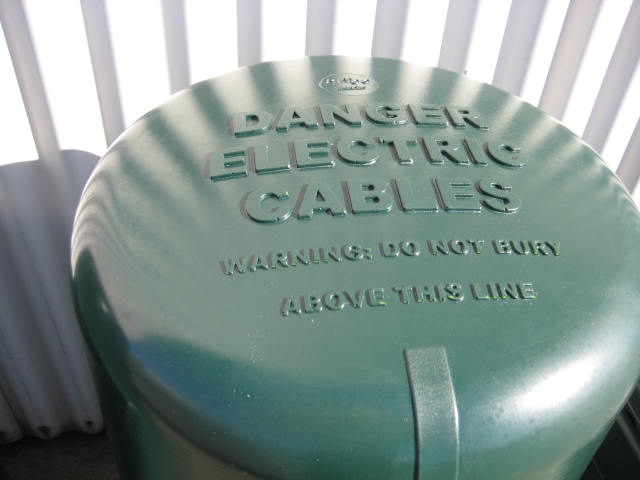 DANGER
ELECTRIC
CABLES
WARNING: DO NOT BURY
ABOVE THIS LINE